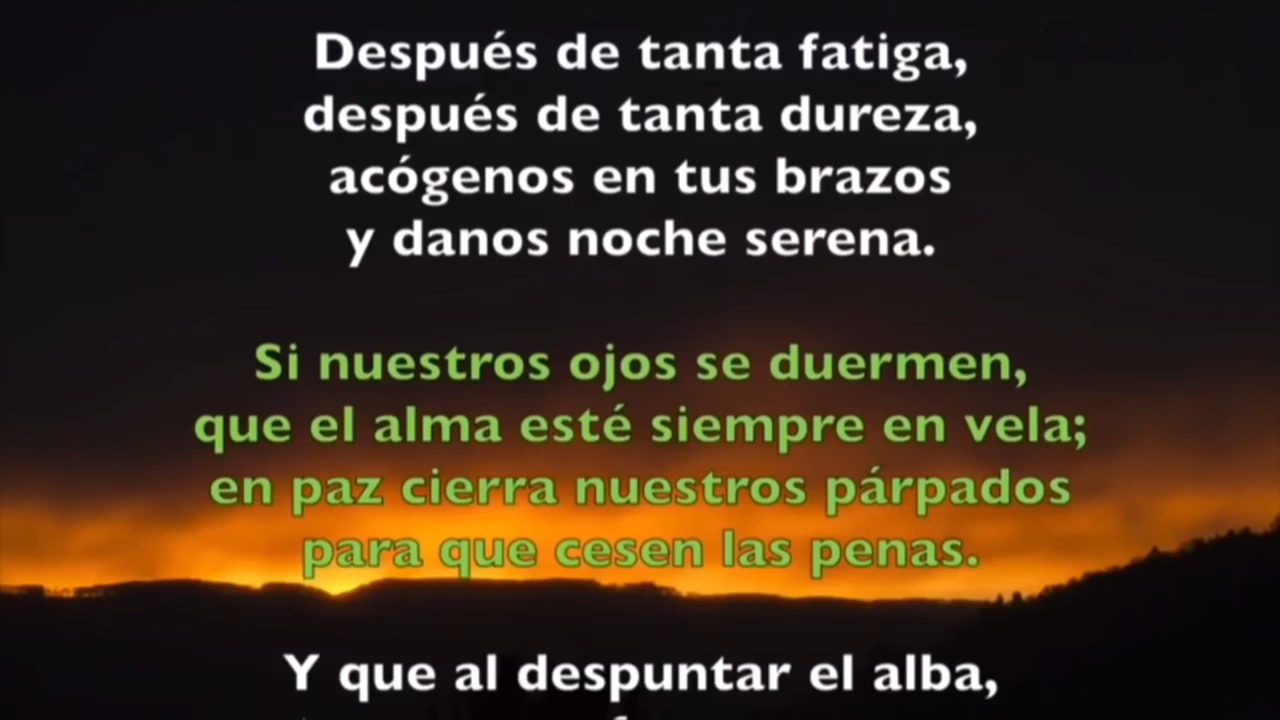 Después de tanta fatiga,
después de tanta dureza,
acógenos en tus brazos
y danos noche serena.
Si nuestros ojos se duermen,
que el alma esté siempre en vela;
en paz cierra nuestros párpados
para que cesen las penas.
Y que al despuntar el alba,